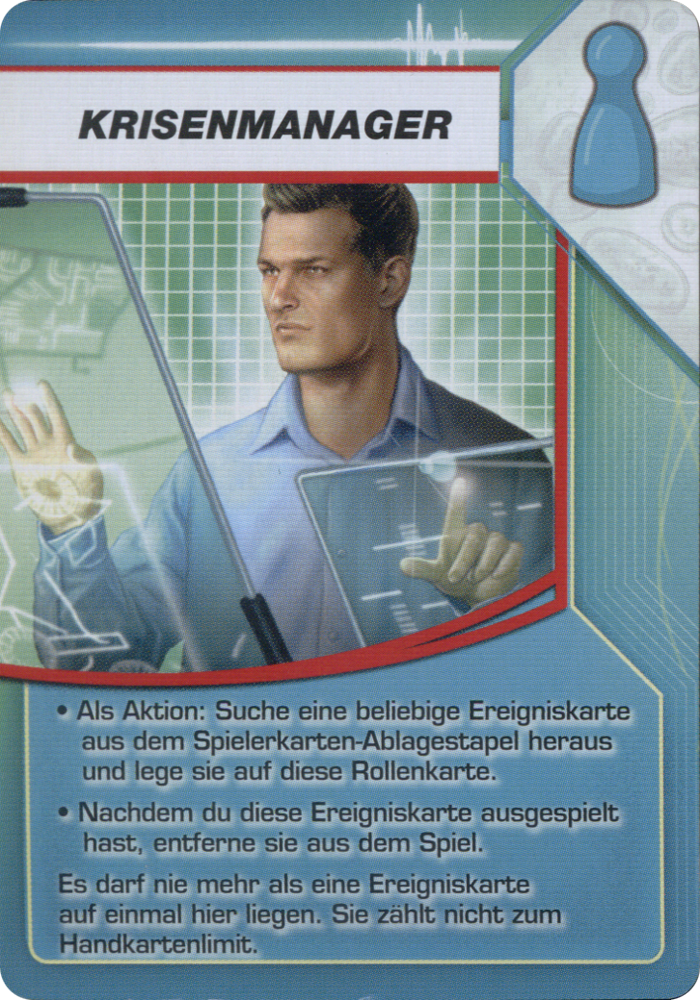 KRISENMANAGER
• Als Aktion: Suche eine beliebige Ereigniskarte
aus dem Spielerkarten-Ablagestapel heraus
und lege sie auf diese Rollenkarte.
• Nachdem du diese Ereigniskarte ausgespielt
hast, entferne sie aus dem Spiel.
Es darf nie mehr als eine Ereigniskarte
auf einmal hier liegen. Sie zählt nicht zum
Handkartenlimit.